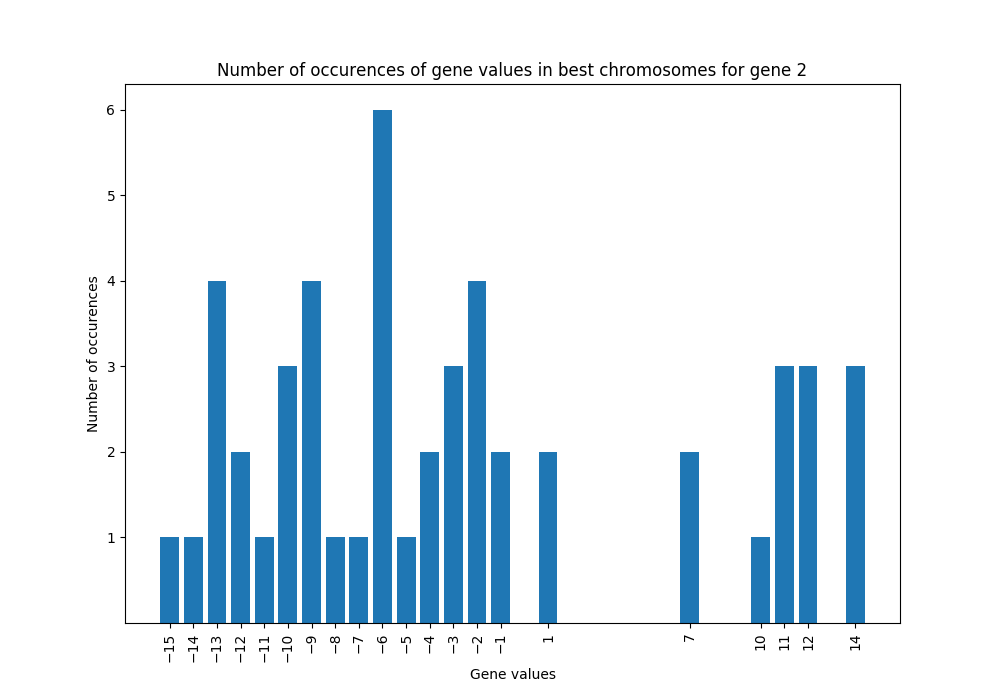 Number of occurences of gene values in best chromosomes for gene 2
Number of occurences
6
5
4
3
2
1
−15 −14 −13 −12 −11 −10 −9 −8 −7 −6 −5 −4 −3 −2 −1 1 7 10 11 12 14
Gene values